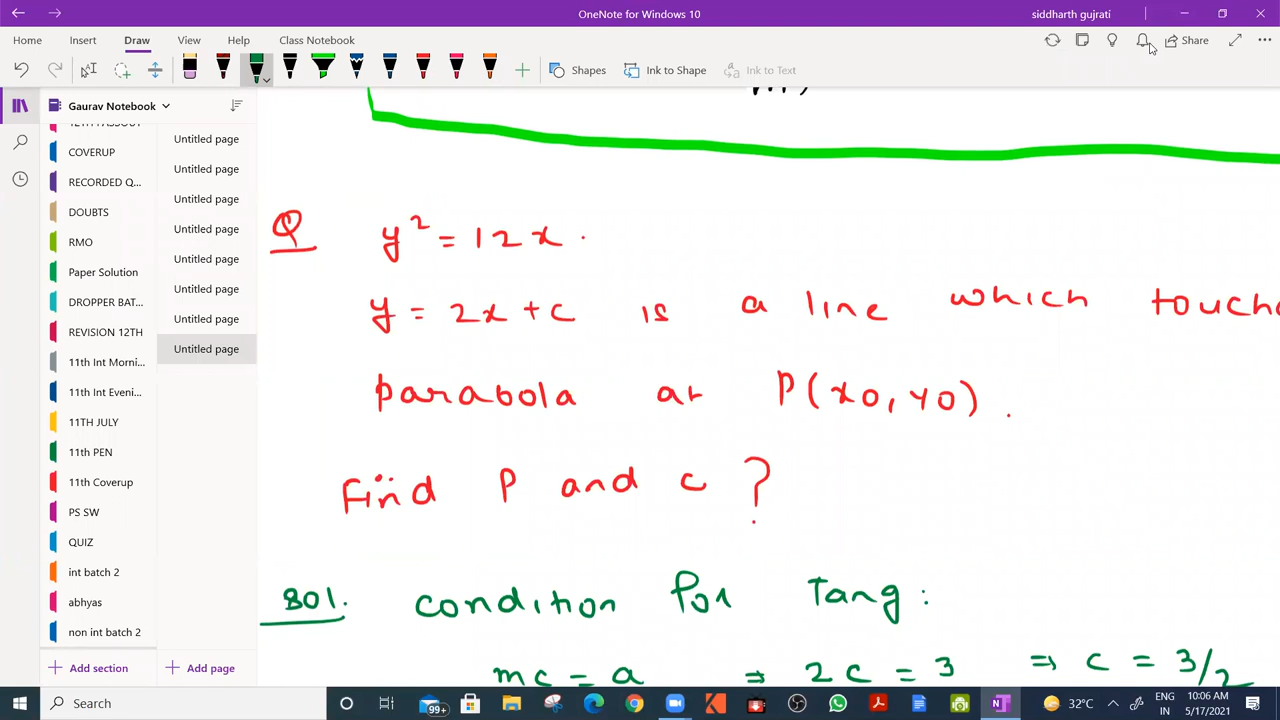 OneNote for Windows 10
siddharth gujrati
Home Insert Draw View Help Class Notebook
Share
Shapes Ink to Shape Ink to Text
Gaurav Notebook
COVERUP
RECORDED Q...
DOUBTS
RMO
Paper Solution
DROPPER BAT...
REVISION 12TH
11th Int Morni...
11th Int Eveni...
11TH JULY
11th PEN
11th Coverup
PS SW
QUIZ
int batch 2
abhyas
non int batch 2
Add section
Untitled page
Untitled page
Untitled page
Untitled page
Untitled page
Untitled page
Untitled page
Untitled page
Add page
Q y² = 12x.
y = 2x + c is a line which touch
parabola at P(x0, y0).
Find P and c ?
Sol. condition for Tang :
mc = a ⇒ 2c = 3 ⇒ c = 3/2
Search
99+
32°C
ENG
IN
10:06 AM
5/17/2021